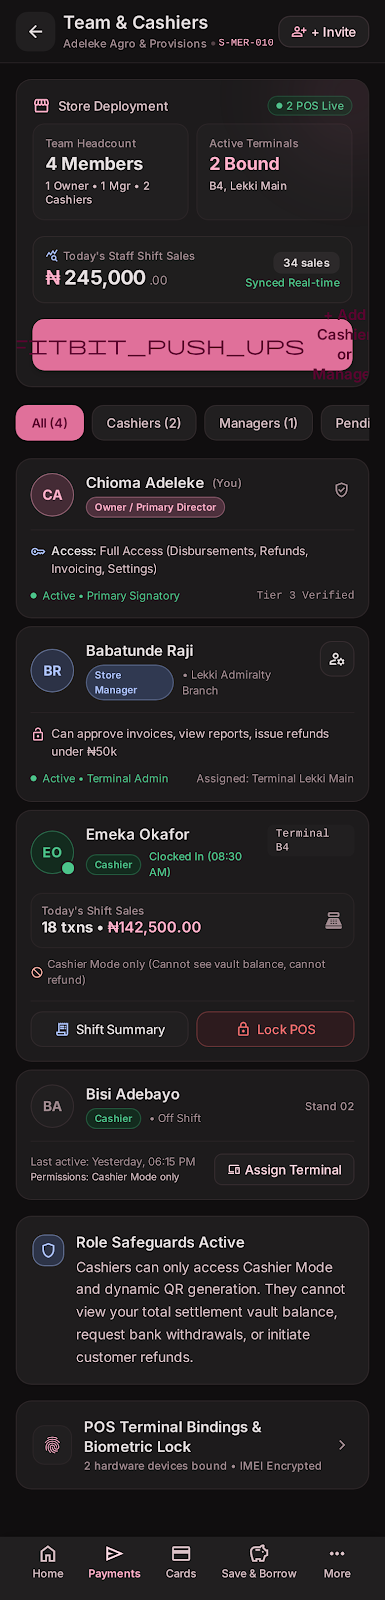 Team & Cashiers
Adeleke Agro & Provisions • S-MER-010
+ Invite
Store Deployment
2 POS Live
Team Headcount
4 Members
1 Owner • 1 Mgr • 2
Cashiers
Active Terminals
2 Bound
B4, Lekki Main
Today's Staff Shift Sales
₦ 245,000 .00
34 sales
Synced Real-time
ITBIT_PUSH_UPS
+ Add
Cashie
or
Manage
All (4)
Cashiers (2)
Managers (1)
Pendi
CA
Chioma Adeleke (You)
Owner / Primary Director
Access: Full Access (Disbursements, Refunds,
Invoicing, Settings)
Active • Primary Signatory
Tier 3 Verified
BR
Babatunde Raji
Store
Manager
• Lekki Admiralty
Branch
Can approve invoices, view reports, issue refunds
under ₦50k
Active • Terminal Admin
Assigned: Terminal Lekki Main
EO
Emeka Okafor
Cashier
Clocked In (08:30
AM)
Terminal
B4
Today's Shift Sales
18 txns • ₦142,500.00
Cashier Mode only (Cannot see vault balance, cannot
refund)
Shift Summary
Lock POS
BA
Bisi Adebayo
Cashier
• Off Shift
Stand 02
Last active: Yesterday, 06:15 PM
Permissions: Cashier Mode only
Assign Terminal
Role Safeguards Active
Cashiers can only access Cashier Mode
and dynamic QR generation. They cannot
view your total settlement vault balance,
request bank withdrawals, or initiate
customer refunds.
POS Terminal Bindings &
Biometric Lock
2 hardware devices bound • IMEI Encrypted
Home
Payments
Cards
Save & Borrow
More